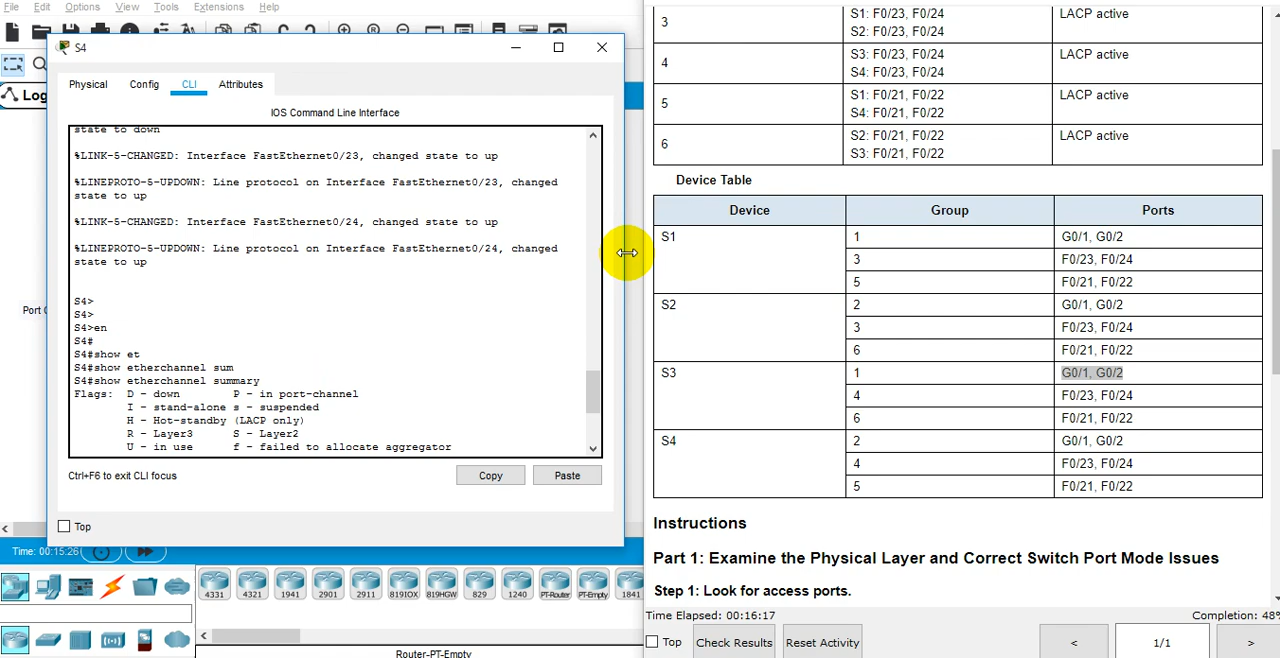 File Edit Options View Tools Extensions Help
S4
Physical Config CLI Attributes
Log
IOS Command Line Interface
state to down
%LINK-5-CHANGED: Interface FastEthernet0/23, changed state to up
%LINEPROTO-5-UPDOWN: Line protocol on Interface FastEthernet0/23, changed
state to up
%LINK-5-CHANGED: Interface FastEthernet0/24, changed state to up
%LINEPROTO-5-UPDOWN: Line protocol on Interface FastEthernet0/24, changed
state to up
S4>
S4>
S4>en
S4#
S4#show et
S4#show etherchannel sum
S4#show etherchannel summary
Flags: D - down P - in port-channel
I - stand-alone s - suspended
H - Hot-standby (LACP only)
R - Layer3 S - Layer2
U - in use f - failed to allocate aggregator
Port 0
Ctrl+F6 to exit CLI focus
Copy Paste
Top
Time: 00:15:26
4331 4321 1941 2901 2911 819IOX 819HGW 829 1240 PT-Router PT-Empty 1841
Router-PT-Empty
3 S1: F0/23, F0/24 LACP active
S2: F0/23, F0/24
4 S3: F0/23, F0/24 LACP active
S4: F0/23, F0/24
5 S1: F0/21, F0/22 LACP active
S4: F0/21, F0/22
6 S2: F0/21, F0/22 LACP active
S3: F0/21, F0/22
Device Table
Device Group Ports
S1 1 G0/1, G0/2
3 F0/23, F0/24
5 F0/21, F0/22
S2 2 G0/1, G0/2
3 F0/23, F0/24
6 F0/21, F0/22
S3 1 G0/1, G0/2
4 F0/23, F0/24
6 F0/21, F0/22
S4 2 G0/1, G0/2
4 F0/23, F0/24
5 F0/21, F0/22
Instructions
Part 1: Examine the Physical Layer and Correct Switch Port Mode Issues
Step 1: Look for access ports.
Time Elapsed: 00:16:17 Completion: 48%
Top Check Results Reset Activity < 1/1 >